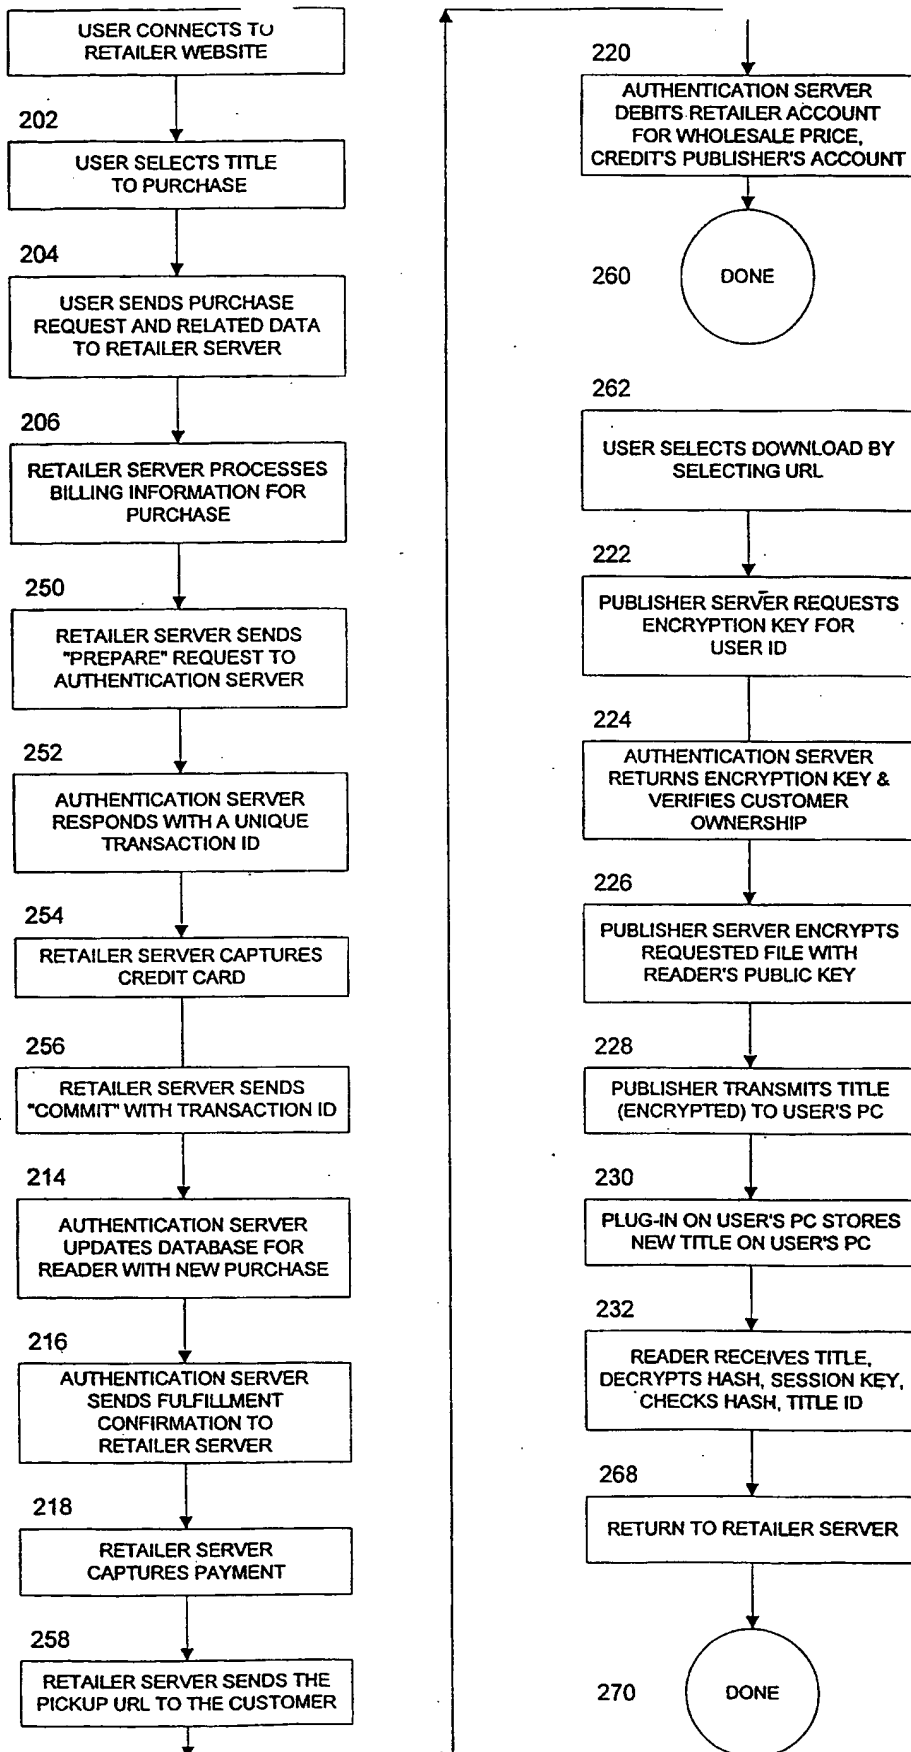 USER CONNECTS TO
RETAILER WEBSITE
202
USER SELECTS TITLE
TO PURCHASE
204
USER SENDS PURCHASE
REQUEST AND RELATED DATA
TO RETAILER SERVER
206
RETAILER SERVER PROCESSES
BILLING INFORMATION FOR
PURCHASE
250
RETAILER SERVER SENDS
"PREPARE" REQUEST TO
AUTHENTICATION SERVER
252
AUTHENTICATION SERVER
RESPONDS WITH A UNIQUE
TRANSACTION ID
254
RETAILER SERVER CAPTURES
CREDIT CARD
256
RETAILER SERVER SENDS
"COMMIT" WITH TRANSACTION ID
214
AUTHENTICATION SERVER
UPDATES DATABASE FOR
READER WITH NEW PURCHASE
216
AUTHENTICATION SERVER
SENDS FULFILLMENT
CONFIRMATION TO
RETAILER SERVER
218
RETAILER SERVER
CAPTURES PAYMENT
258
RETAILER SERVER SENDS THE
PICKUP URL TO THE CUSTOMER
220
AUTHENTICATION SERVER
DEBITS RETAILER ACCOUNT
FOR WHOLESALE PRICE,
CREDIT'S PUBLISHER'S ACCOUNT
260
DONE
262
USER SELECTS DOWNLOAD BY
SELECTING URL
222
PUBLISHER SERVER REQUESTS
ENCRYPTION KEY FOR
USER ID
224
AUTHENTICATION SERVER
RETURNS ENCRYPTION KEY &
VERIFIES CUSTOMER
OWNERSHIP
226
PUBLISHER SERVER ENCRYPTS
REQUESTED FILE WITH
READER'S PUBLIC KEY
228
PUBLISHER TRANSMITS TITLE
(ENCRYPTED) TO USER'S PC
230
PLUG-IN ON USER'S PC STORES
NEW TITLE ON USER'S PC
232
READER RECEIVES TITLE,
DECRYPTS HASH, SESSION KEY,
CHECKS HASH, TITLE ID
268
RETURN TO RETAILER SERVER
270
DONE